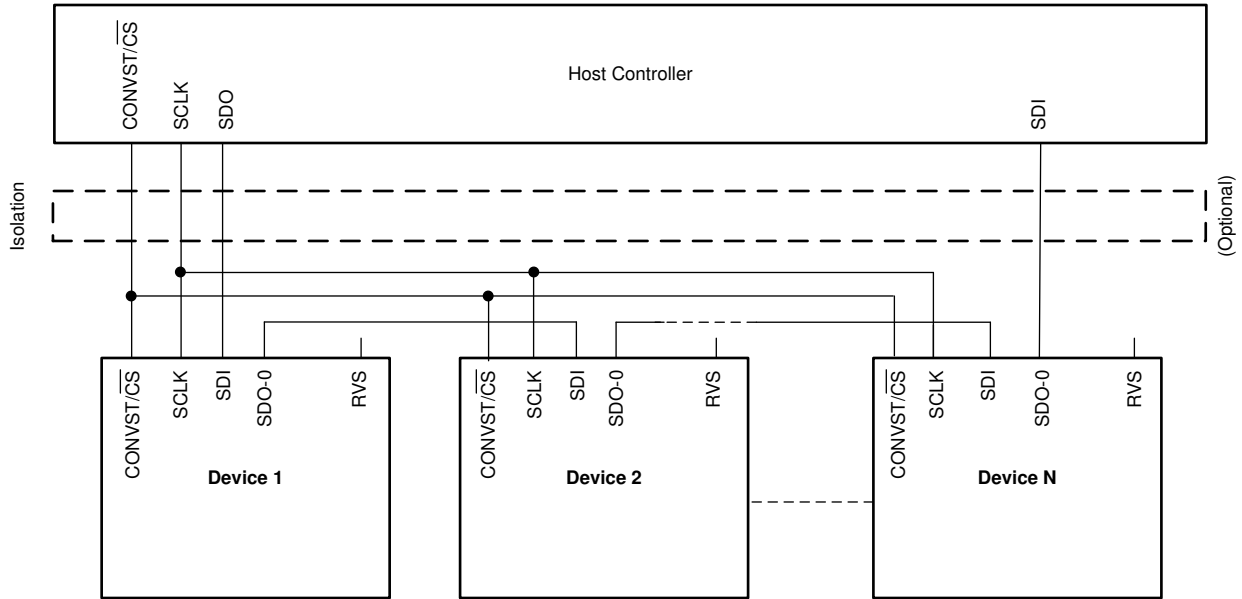 Host Controller
CONVST/CS
SCLK
SDO
SDI
Isolation
(Optional)
CONVST/CS
SCLK
SDI
SDO-0
RVS
Device 1
CONVST/CS
SCLK
SDI
SDO-0
RVS
Device 2
CONVST/CS
SCLK
SDI
SDO-0
RVS
Device N